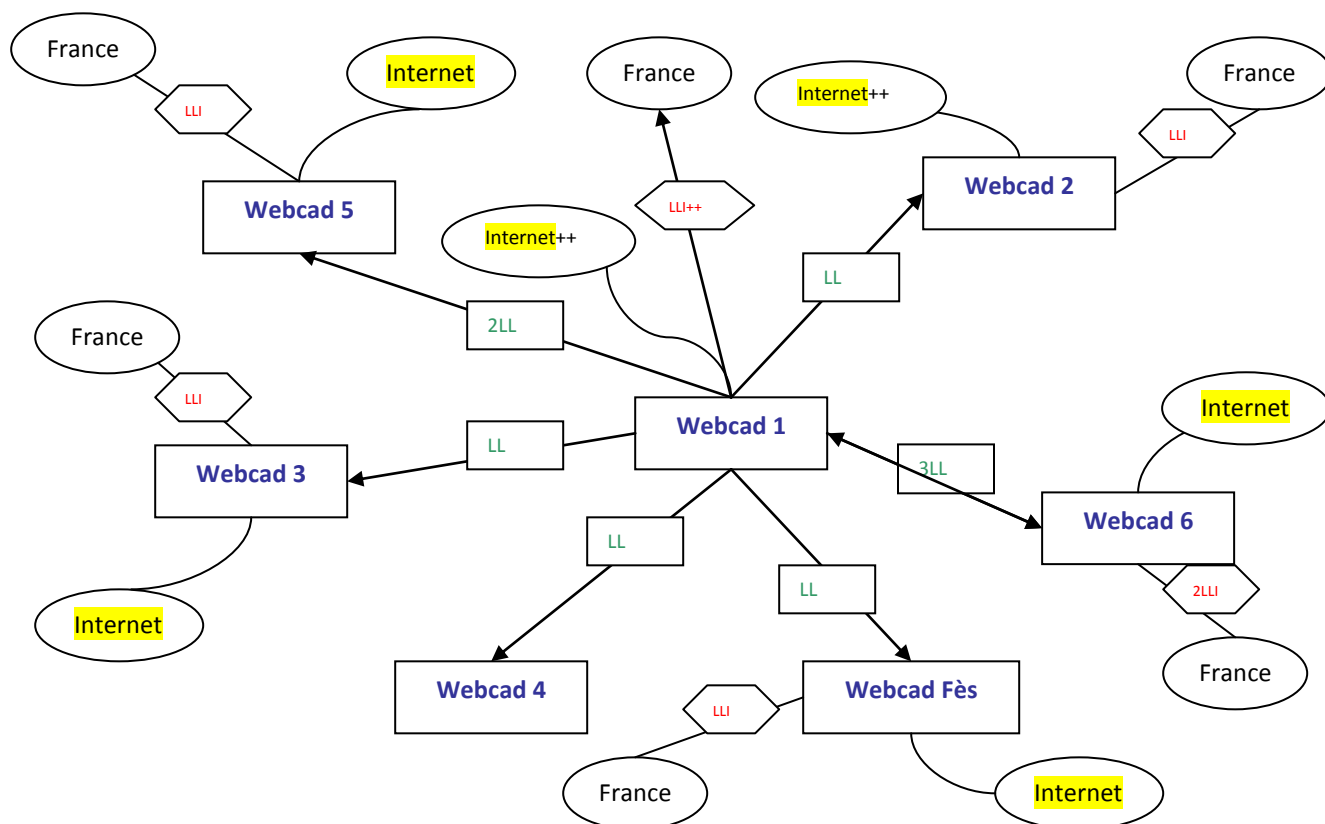 France
Internet
France
Internet++
France
LLI
LLI
Webcad 5
LLI++
Webcad 2
Internet++
LL
2LL
France
LLI
Internet
Webcad 1
LL
3LL
Webcad 3
Webcad 6
LL
LL
2LLI
Internet
Webcad 4
Webcad Fès
France
LLI
France
Internet